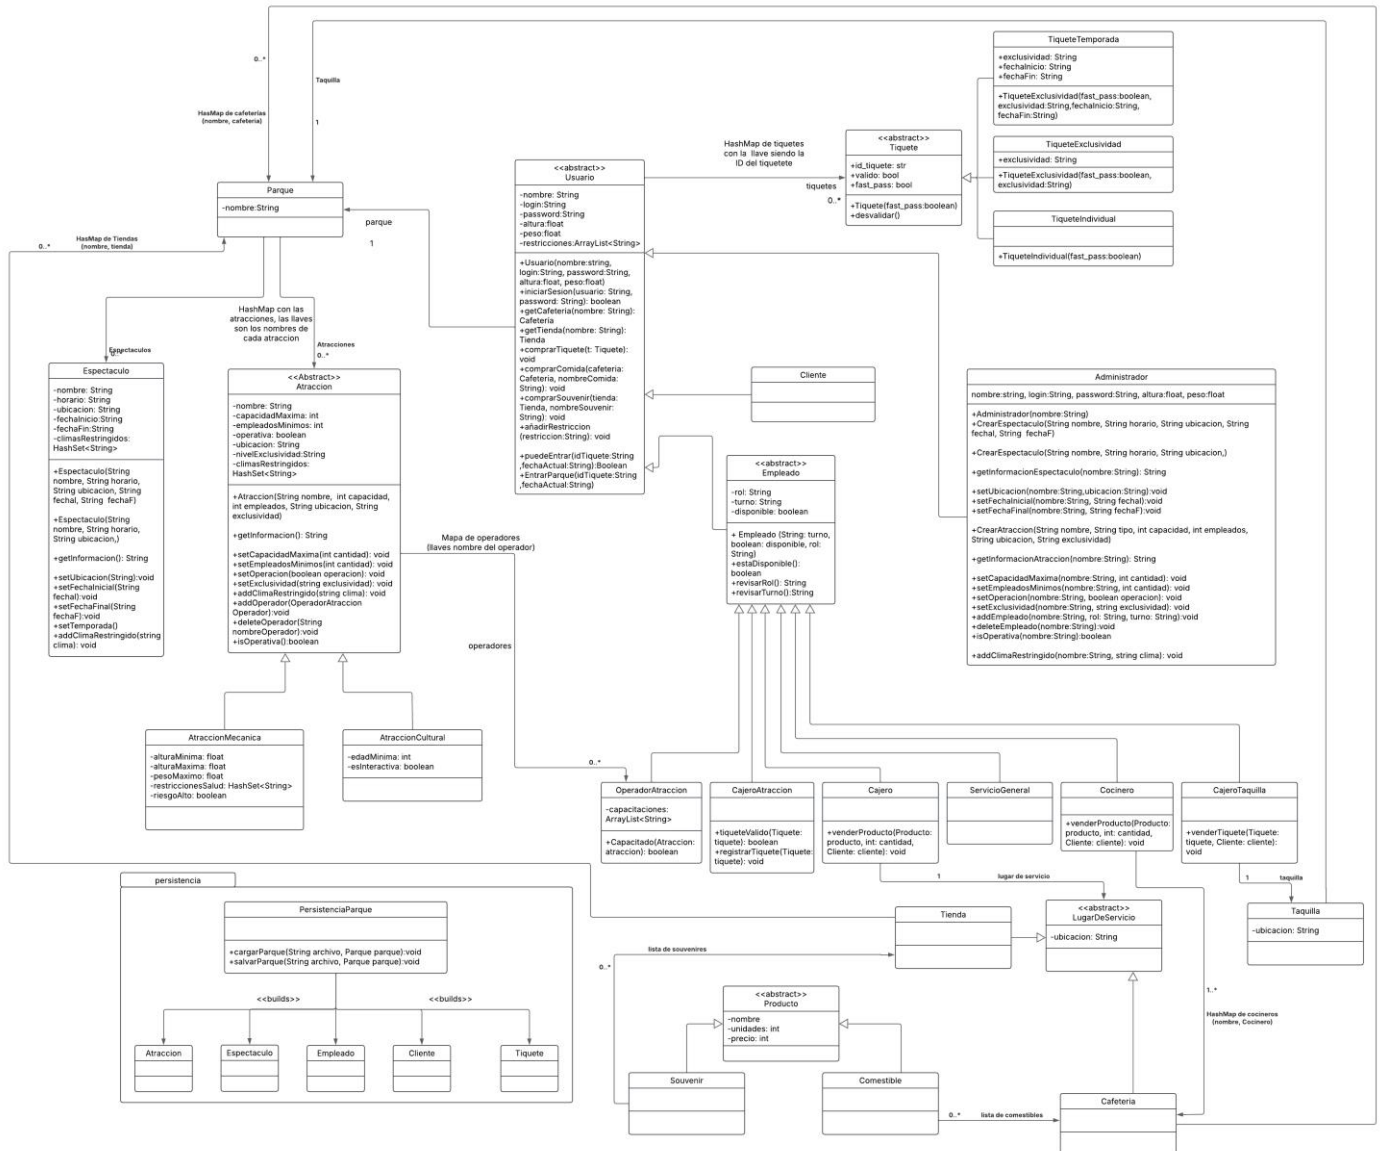 0..*
HasMap de cafeterías
(nombre, cafeteria)
Taquilla
1
Parque
-nombre:String
0..*
HasMap de Tiendas
(nombre, tienda)
parque
1
HashMap con las
atracciones, las llaves
son los nombres de
cada atraccion
Espectaculos
0..*
Atracciones
0..*
Espectaculo
-nombre: String
-horario: String
-ubicacion: String
-fechaInicio:String
-fechaFin:String
-climasRestringidos:
HashSet<String>
+Espectaculo(String
nombre, String horario,
String ubicacion, String
fechaI, String fechaF)
+Espectaculo(String
nombre, String horario,
String ubicacion,)
+getInformacion(): String
+setUbicacion(String):void
+setFechaInicial(String
fechaI):void
+setFechaFinal(String
fechaF):void
+setTemporada()
+addClimaRestringido(string
clima): void
<<Abstract>>
Atraccion
-nombre: String
-capacidadMaxima: int
-empleadosMinimos: int
-operativa: boolean
-ubicacion: String
-nivelExclusividad:String
-climasRestringidos:
HashSet<String>
+Atraccion(String nombre, int capacidad,
int empleados, String ubicacion, String
exclusividad)
+getInformacion(): String
+setCapacidadMaxima(int cantidad): void
+setEmpleadosMinimos(int cantidad): void
+setOperacion(boolean operacion): void
+setExclusividad(string exclusividad): void
+addClimaRestringido(string clima): void
+addOperador(OperadorAtraccion
Operador):void
+deleteOperador(String
nombreOperador):void
+isOperativa():boolean
Mapa de operadores
(llaves nombre del operador)
operadores
0..*
AtraccionMecanica
-alturaMinima: float
-alturaMaxima: float
-pesoMaximo: float
-restriccionesSalud: HashSet<String>
-riesgoAlto: boolean
AtraccionCultural
-edadMinima: int
-esInteractiva: boolean
<<abstract>>
Usuario
-nombre: String
-login:String
-password:String
-altura:float
-peso:float
-restricciones:ArrayList<String>
+Usuario(nombre:string,
login:String, password:String,
altura:float, peso:float)
+iniciarSesion(usuario: String,
password: String): boolean
+getCafeteria(nombre: String):
Cafetería
+getTienda(nombre: String):
Tienda
+comprarTiquete(t: Tiquete):
void
+comprarComida(cafeteria:
Cafeteria, nombreComida:
String): void
+comprarSouvenir(tienda:
Tienda, nombreSouvenir:
String): void
+añadirRestriccion
(restriccion:String): void
+puedeEntrar(idTiquete:String
,fechaActual:String):Boolean
+EntrarParque(idTiquete:String
,fechaActual:String)
HashMap de tiquetes
con la llave siendo la
ID del tiquetete
tiquetes
0..*
<<abstract>>
Tiquete
+id_tiquete: str
+valido: bool
+fast_pass: bool
+Tiquete(fast_pass:boolean)
+desvalidar()
TiqueteTemporada
+exclusividad: String
+fechaInicio: String
+fechaFin: String
+TiqueteExclusividad(fast_pass:boolean,
exclusividad:String,fechaInicio:String,
fechaFin:String)
TiqueteExclusividad
+exclusividad: String
+TiqueteExclusividad(fast_pass:boolean,
exclusividad:String)
TiqueteIndividual
+TiqueteIndividual(fast_pass:boolean)
Cliente
<<abstract>>
Empleado
-rol: String
-turno: String
-disponible: boolean
+ Empleado (String: turno,
boolean: disponible, rol:
String)
+estaDisponible():
boolean
+revisarRol(): String
+revisarTurno():String
Administrador
nombre:string, login:String, password:String, altura:float, peso:float
+Administrador(nombre:String)
+CrearEspectaculo(String nombre, String horario, String ubicacion, String
fechaI, String fechaF)
+CrearEspectaculo(String nombre, String horario, String ubicacion,)
+getInformacionEspectaculo(nombre:String): String
+setUbicacion(nombre:String,ubicacion:String):void
+setFechaInicial(nombre:String, String fechaI):void
+setFechaFinal(nombre:String, String fechaF):void
+CrearAtraccion(String nombre, String tipo, int capacidad, int empleados,
String ubicacion, String exclusividad)
+getInformacionAtraccion(nombre:String): String
+setCapacidadMaxima(nombre:String, int cantidad): void
+setEmpleadosMinimos(nombre:String, int cantidad): void
+setOperacion(nombre:String, boolean operacion): void
+setExclusividad(nombre:String, string exclusividad): void
+addEmpleado(nombre:String, rol: String, turno: String):void
+deleteEmpleado(nombre:String):void
+isOperativa(nombre:String):boolean
+addClimaRestringido(nombre:String, string clima): void
OperadorAtraccion
-capacitaciones:
ArrayList<String>
+Capacitado(Atraccion:
atraccion): boolean
CajeroAtraccion
+tiqueteValido(Tiquete:
tiquete): boolean
+registrarTiquete(Tiquete:
tiquete): void
Cajero
+venderProducto(Producto:
producto, int: cantidad,
Cliente: cliente): void
ServicioGeneral
Cocinero
+venderProducto(Producto:
producto, int: cantidad,
Cliente: cliente): void
CajeroTaquilla
+venderTiquete(Tiquete:
tiquete, Cliente: cliente):
void
1
lugar de servicio
1
taquilla
Tienda
<<abstract>>
LugarDeServicio
-ubicacion: String
Taquilla
-ubicacion: String
lista de souvenires
0..*
1..*
HashMap de cocineros
(nombre, Cocinero)
<<abstract>>
Producto
-nombre
-unidades: int
-precio: int
Souvenir
Comestible
0..*
lista de comestibles
Cafeteria
persistencia
PersistenciaParque
+cargarParque(String archivo, Parque parque):void
+salvarParque(String archivo, Parque parque):void
<<builds>>
<<builds>>
Atraccion
Espectaculo
Empleado
Cliente
Tiquete